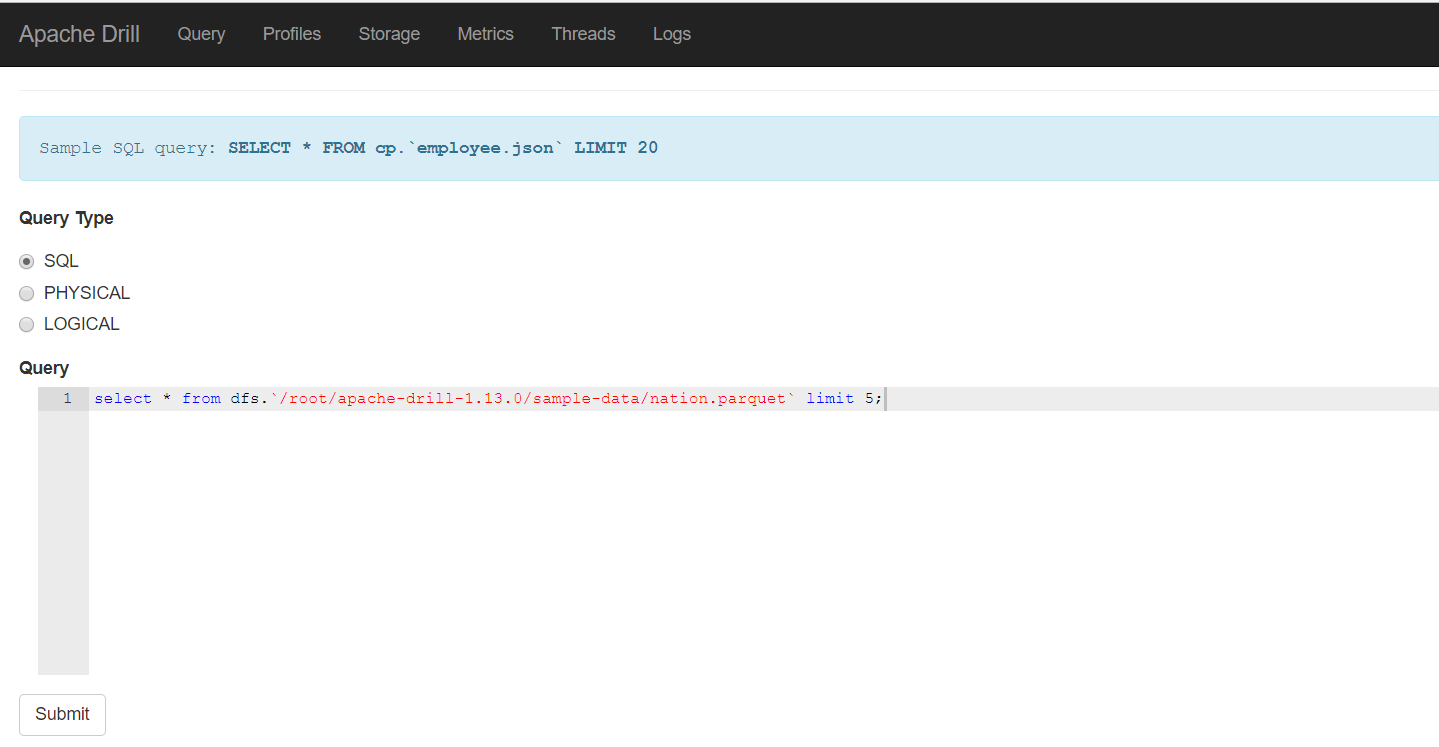 Apache Drill Query Profiles Storage Metrics Threads Logs
Sample SQL query: SELECT * FROM cp.`employee.json` LIMIT 20
Query Type
SQL
PHYSICAL
LOGICAL
Query
1 select * from dfs.`/root/apache-drill-1.13.0/sample-data/nation.parquet` limit 5;
Submit